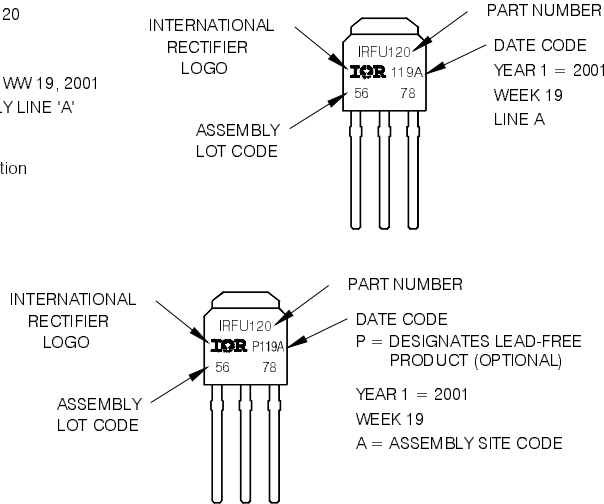 20
WW 19, 2001
LY LINE 'A'
tion
INTERNATIONAL
RECTIFIER
LOGO
ASSEMBLY
LOT CODE
IRFU120
IOR 119A
56 78
PART NUMBER
DATE CODE
YEAR 1 = 2001
WEEK 19
LINE A
INTERNATIONAL
RECTIFIER
LOGO
ASSEMBLY
LOT CODE
IRFU120
IOR P119A
56 78
PART NUMBER
DATE CODE
P = DESIGNATES LEAD-FREE
PRODUCT (OPTIONAL)
YEAR 1 = 2001
WEEK 19
A = ASSEMBLY SITE CODE